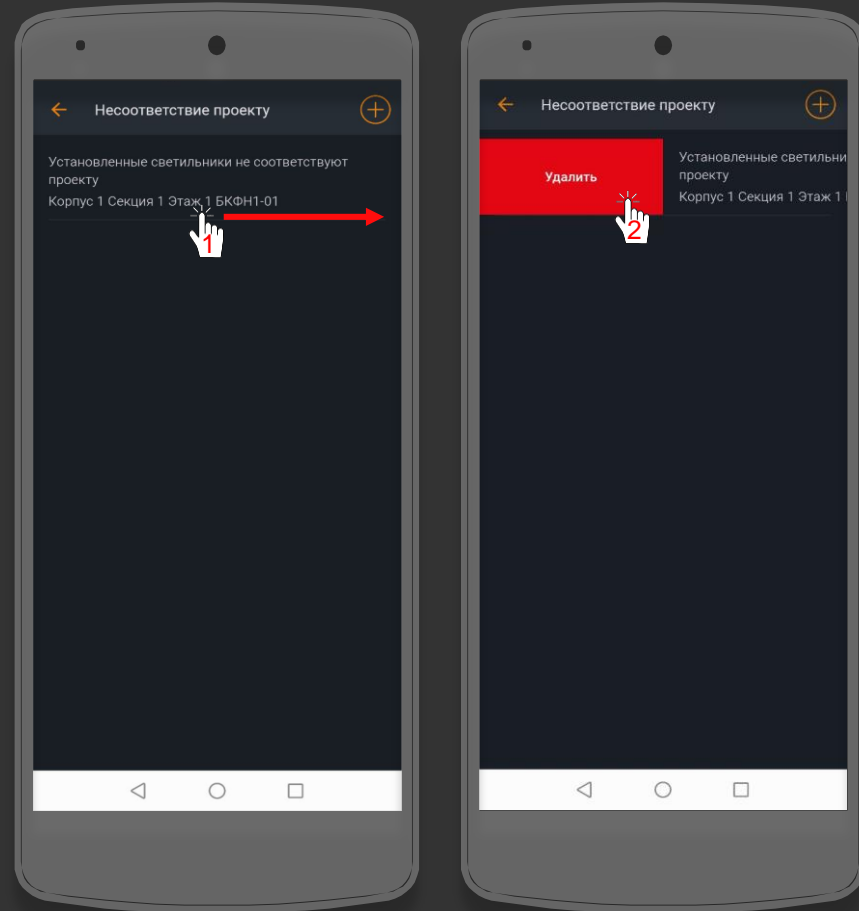 Несоответствие проекту
Установленные светильники не соответствуют
проекту
Корпус 1 Секция 1 Этаж 1 БКФН1-01
1
Несоответствие проекту
Удалить
Установленные светильни
проекту
Корпус 1 Секция 1 Этаж 1
2